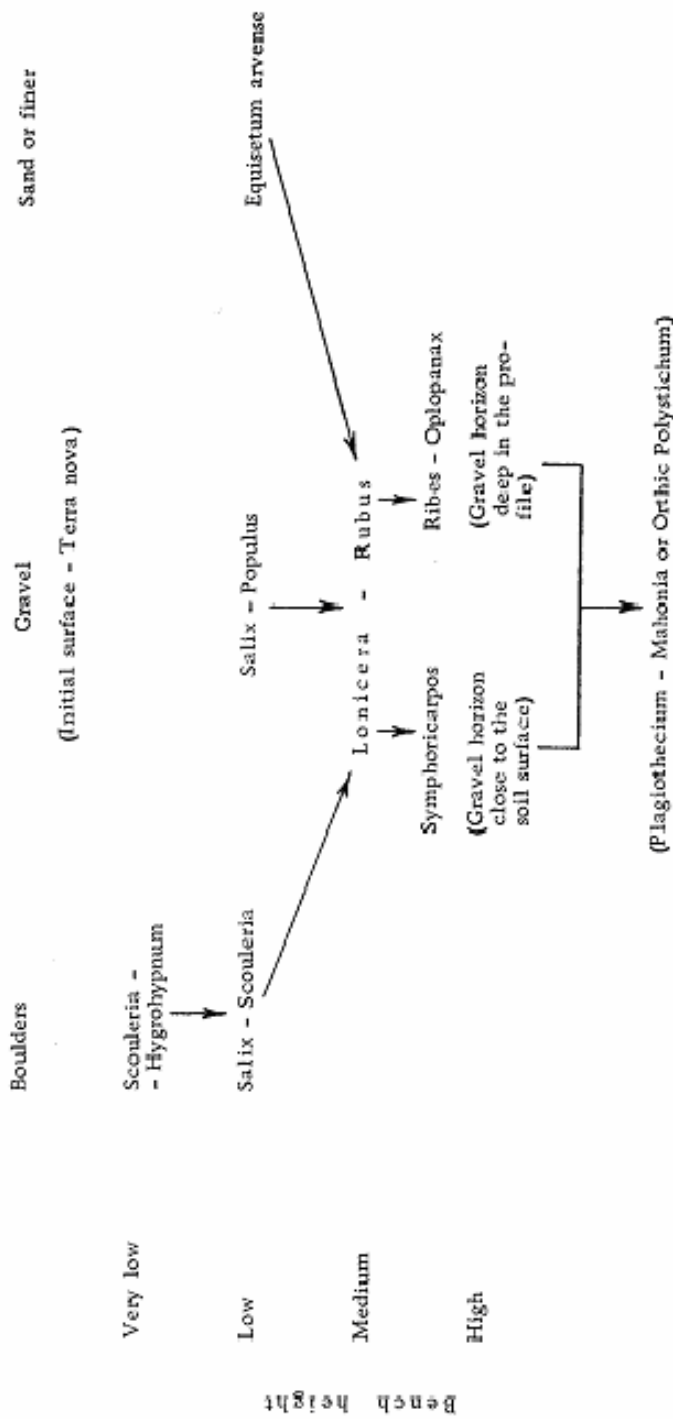 Boulders
Gravel
Sand or finer
(Initial surface – Terra nova)
Very low
Scouleria –
– Hygrohypnum
Low
Salix – Scouleria
Salix – Populus
Equisetum arvense
Medium
Lonicera – Rubus
High
Symphoricarpos
Ribes – Oplopanax
(Gravel horizon
close to the
soil surface)
(Gravel horizon
deep in the pro-
file)
(Plagiothecium – Mahonia or Orthic Polystichum)
Bench height